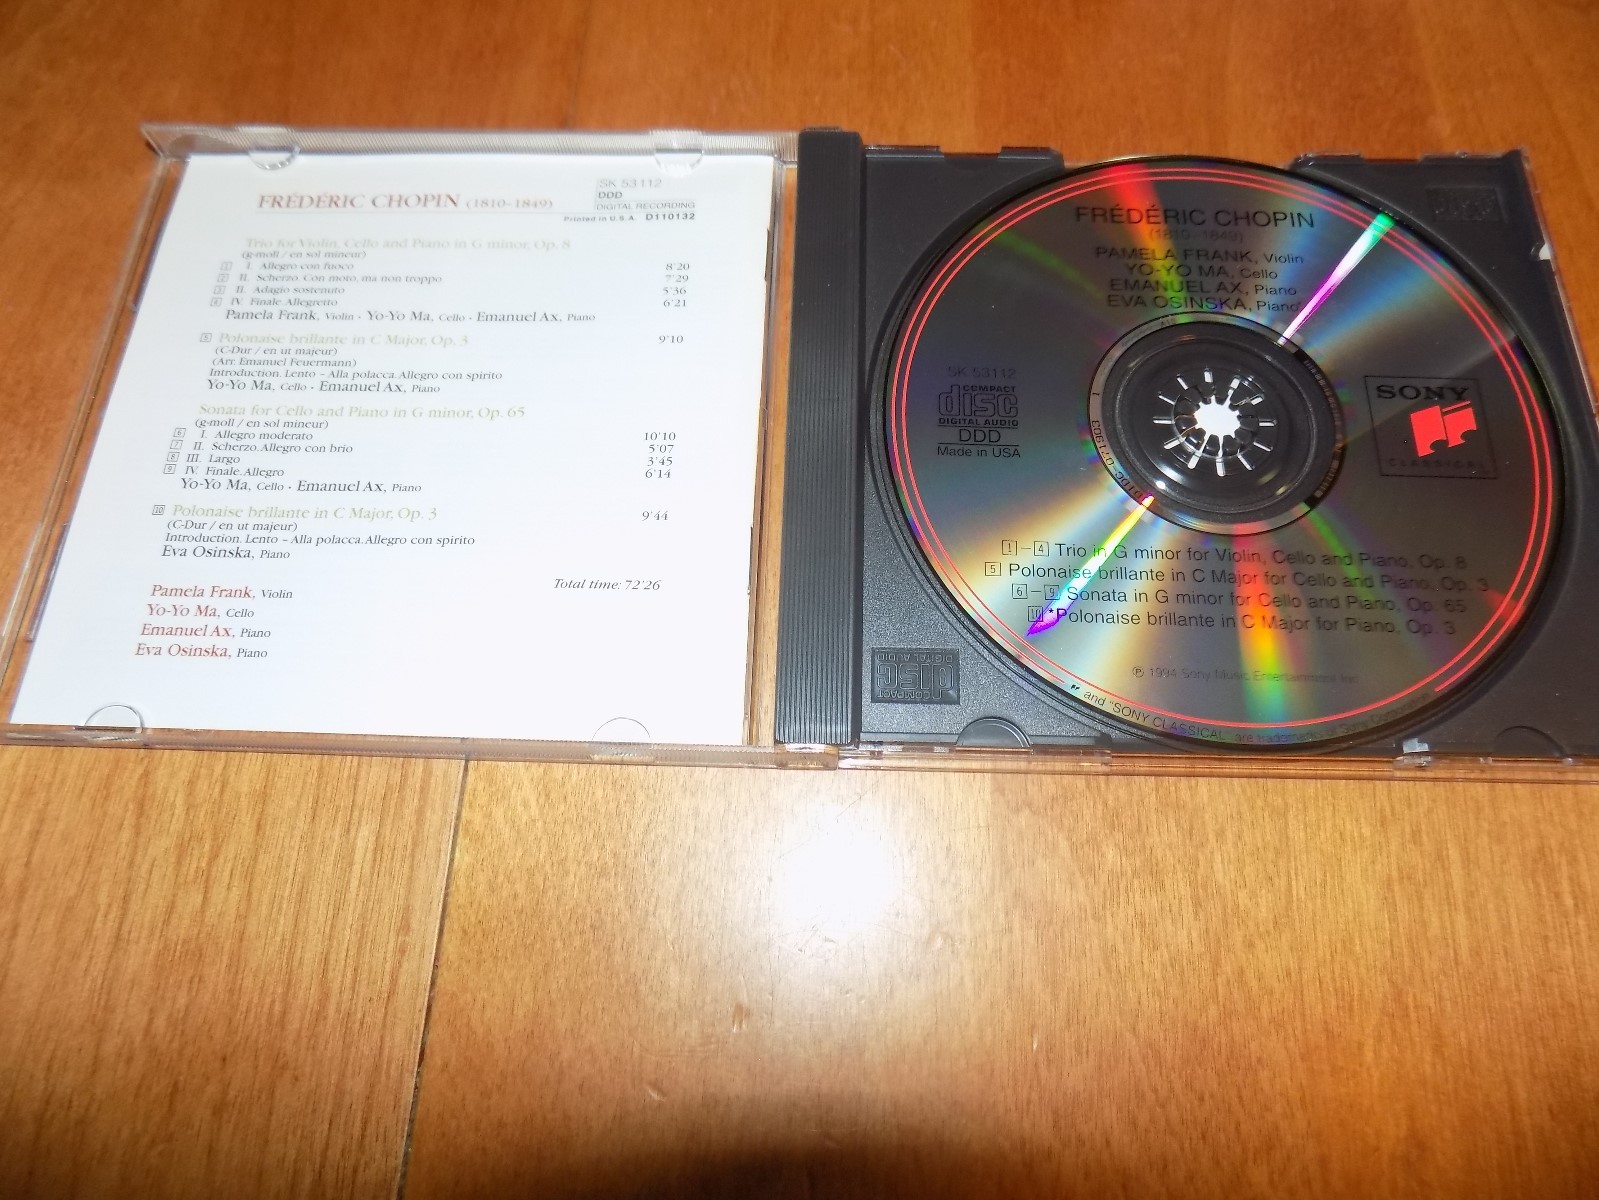 SK 53112
FRÉDÉRIC CHOPIN (1810–1849)
DDD
DIGITAL RECORDING
Printed in U.S.A. D110132
Trio for Violin, Cello and Piano in G minor, Op. 8
(g-moll / en sol mineur)
1 I. Allegro con fuoco 8'20
2 II. Scherzo. Con moto, ma non troppo 7'29
3 II. Adagio sostenuto 5'36
4 IV. Finale. Allegretto 6'21
Pamela Frank, Violin · Yo-Yo Ma, Cello · Emanuel Ax, Piano
5 Polonaise brillante in C Major, Op. 3 9'10
(C-Dur / en ut majeur)
(Arr. Emanuel Feuermann)
Introduction. Lento – Alla polacca. Allegro con spirito
Yo-Yo Ma, Cello · Emanuel Ax, Piano
Sonata for Cello and Piano in G minor, Op. 65
(g-moll / en sol mineur)
6 I. Allegro moderato 10'10
7 II. Scherzo. Allegro con brio 5'07
8 III. Largo 3'45
9 IV. Finale. Allegro 6'14
Yo-Yo Ma, Cello · Emanuel Ax, Piano
10 Polonaise brillante in C Major, Op. 3 9'44
(C-Dur / en ut majeur)
Introduction. Lento – Alla polacca. Allegro con spirito
Eva Osinska, Piano
Total time: 72'26
Pamela Frank, Violin
Yo-Yo Ma, Cello
Emanuel Ax, Piano
Eva Osinska, Piano
FRÉDÉRIC CHOPIN
(1810–1849)
PAMELA FRANK, Violin
YO-YO MA, Cello
EMANUEL AX, Piano
EVA OSINSKA, Piano*
SK 53112
COMPACT
disc
DIGITAL AUDIO
DDD
Made in USA
SONY
CLASSICAL
1–4 Trio in G minor for Violin, Cello and Piano, Op. 8
5 Polonaise brillante in C Major for Cello and Piano, Op. 3
6–9 Sonata in G minor for Cello and Piano, Op. 65
10 *Polonaise brillante in C Major for Piano, Op. 3
℗ 1994 Sony Music Entertainment Inc.
" and "SONY CLASSICAL" are trademarks of Sony
COMPACT
disc
DIGITAL AUDIO